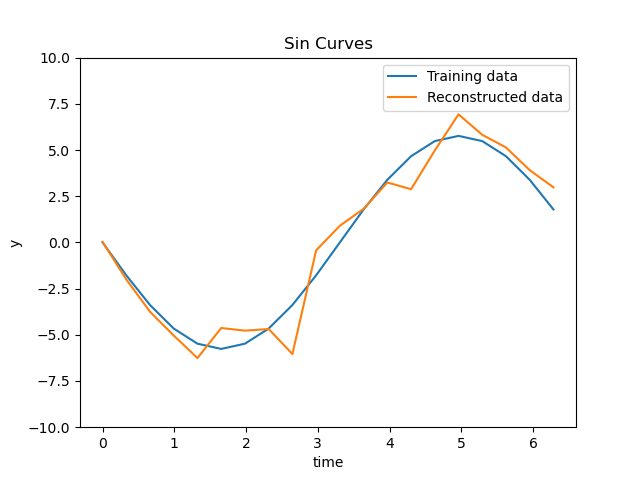 Sin Curves
Training data
Reconstructed data
10.0
7.5
5.0
2.5
0.0
−2.5
−5.0
−7.5
−10.0
y
0 1 2 3 4 5 6
time